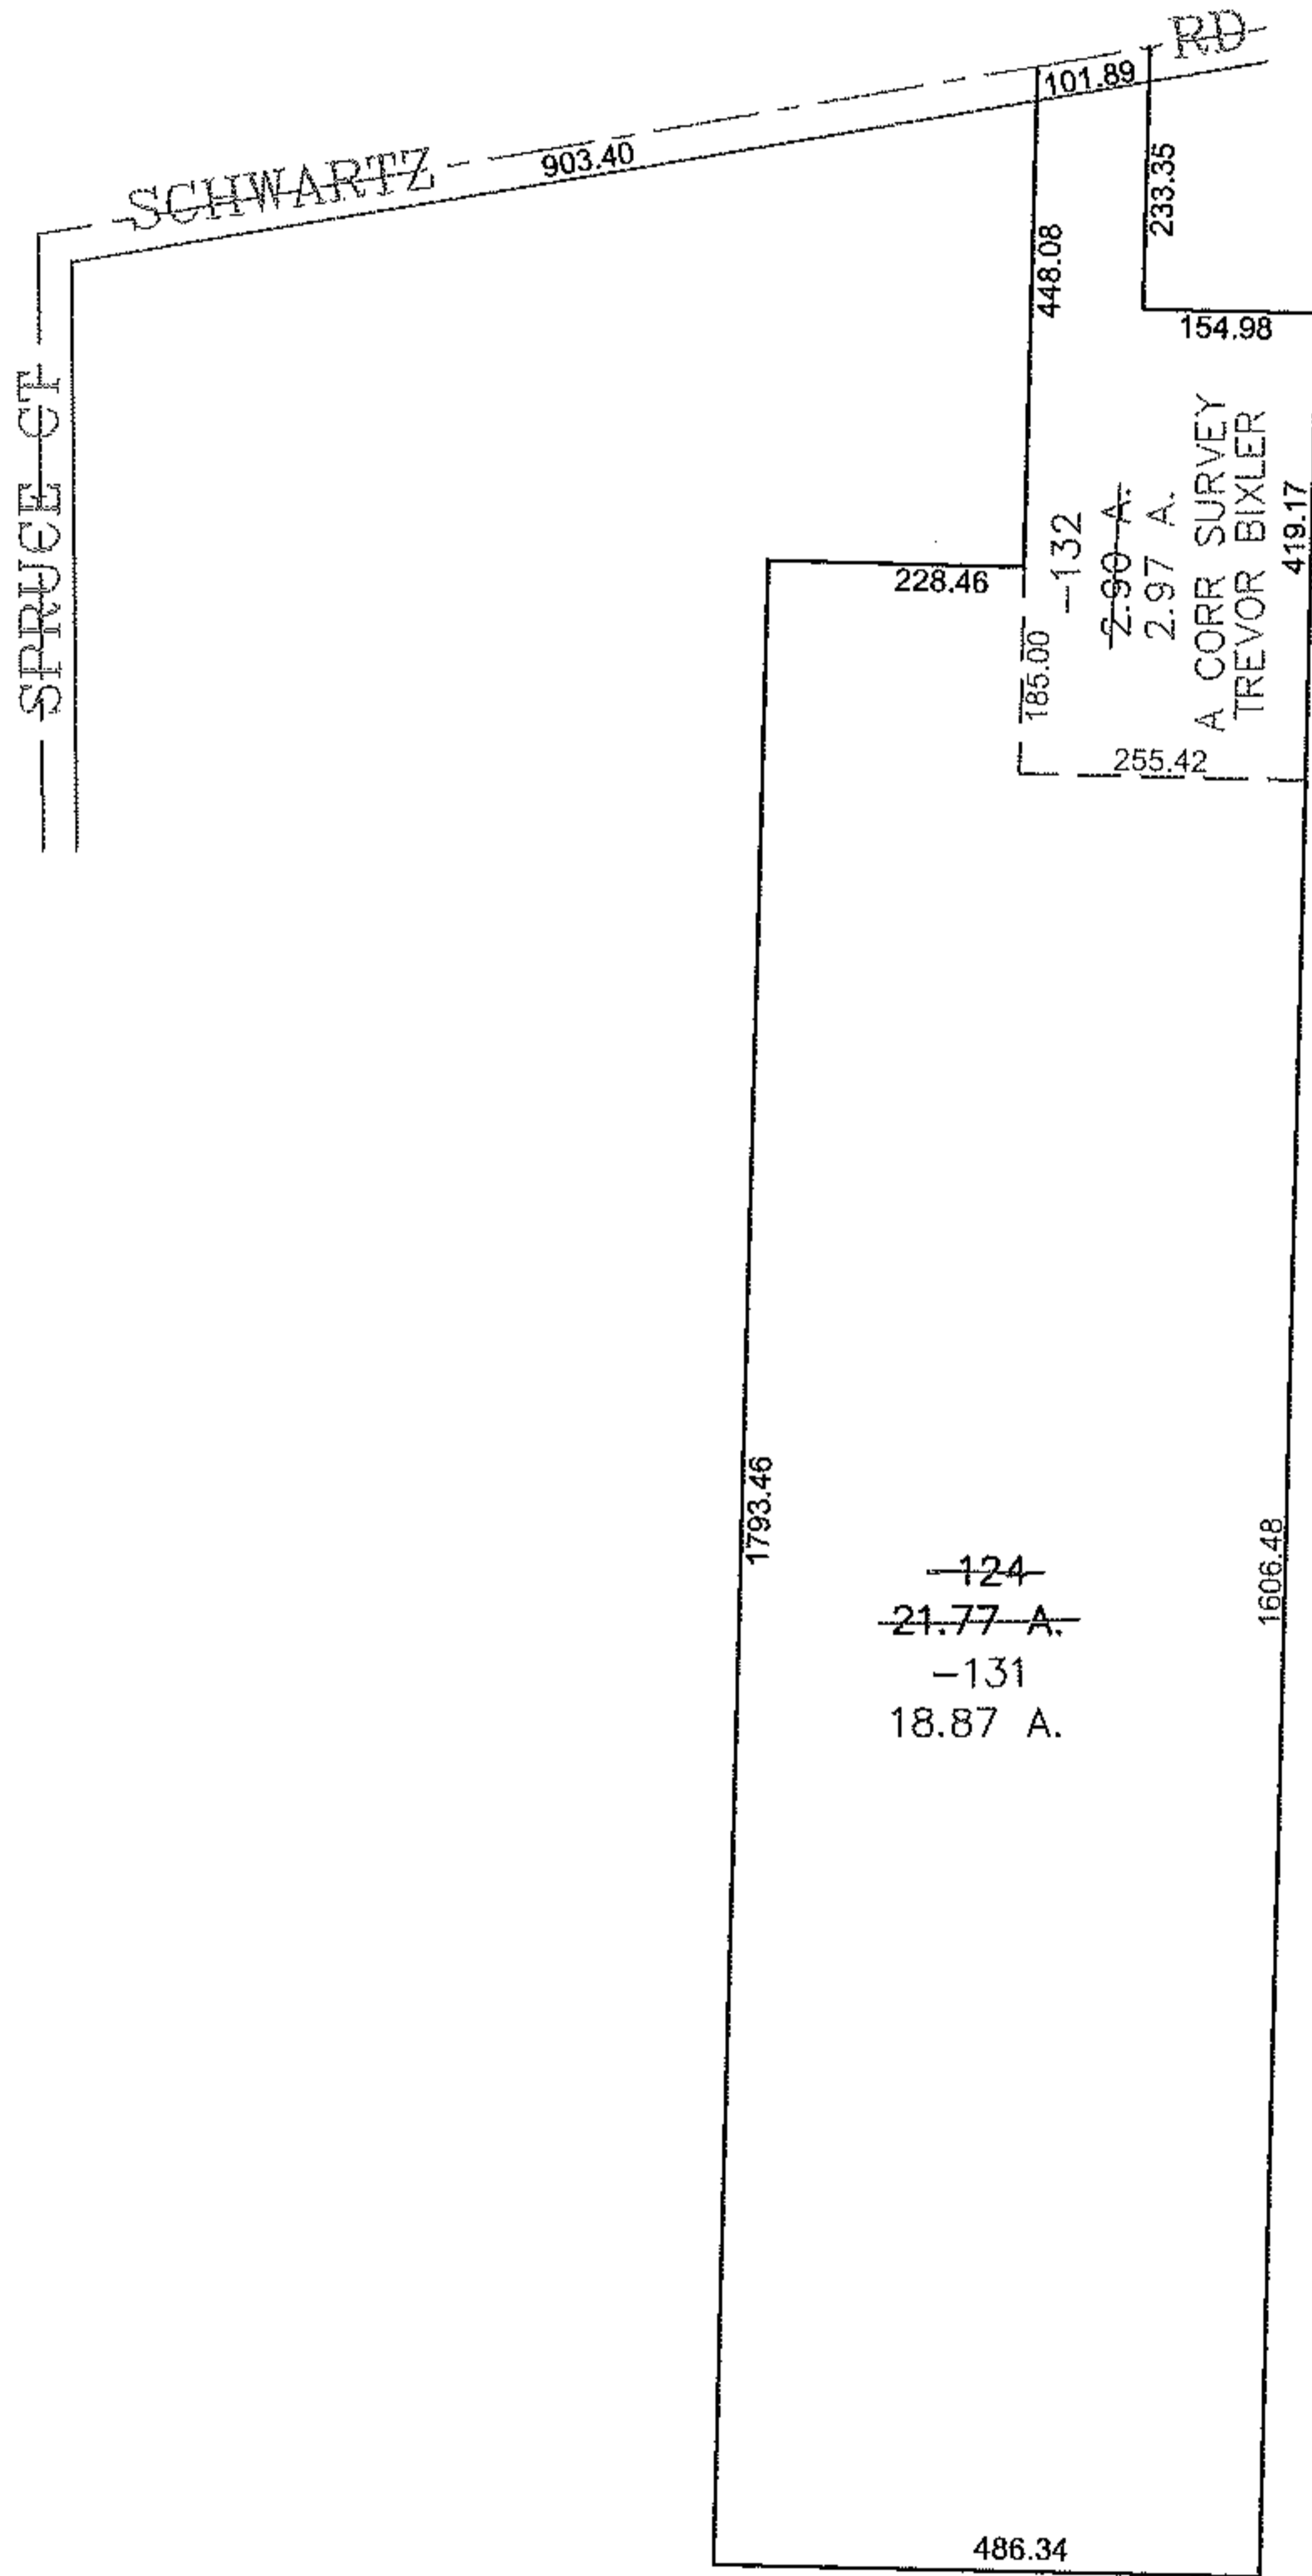 SCHWARTZ RD
903.40
101.89
233.35
448.08
154.98
SPRUCE CT
228.46
185.00
-132
2.90 A.
2.97 A.
A CORR SURVEY
TREVOR BIXLER
419.17
255.42
1793.46
1606.48
-124
21.77 A.
-131
18.87 A.
486.34